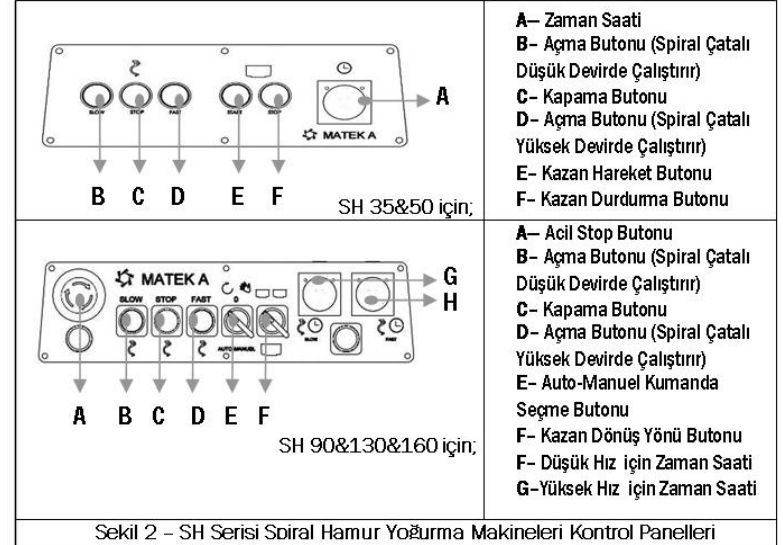 SLOW STOP FAST START STOP
MATEKA
A
B C D E F
SH 35&50 için;
A– Zaman Saati
B– Açma Butonu (Spiral Çatalı
Düşük Devirde Çalıştırır)
C– Kapama Butonu
D– Açma Butonu (Spiral Çatalı
Yüksek Devirde Çalıştırır)
E– Kazan Hareket Butonu
F– Kazan Durdurma Butonu
MATEKA
SLOW STOP FAST 0
AUTO MANUEL
SLOW FAST
G
H
A B C D E F
SH 90&130&160 için;
A– Acil Stop Butonu
B– Açma Butonu (Spiral Çatalı
Düşük Devirde Çalıştırır)
C– Kapama Butonu
D– Açma Butonu (Spiral Çatalı
Yüksek Devirde Çalıştırır)
E– Auto-Manuel Kumanda
Seçme Butonu
F– Kazan Dönüş Yönü Butonu
F– Düşük Hız için Zaman Saati
G–Yüksek Hız için Zaman Saati
Şekil 2 – SH Serisi Spiral Hamur Yoğurma Makineleri Kontrol Panelleri